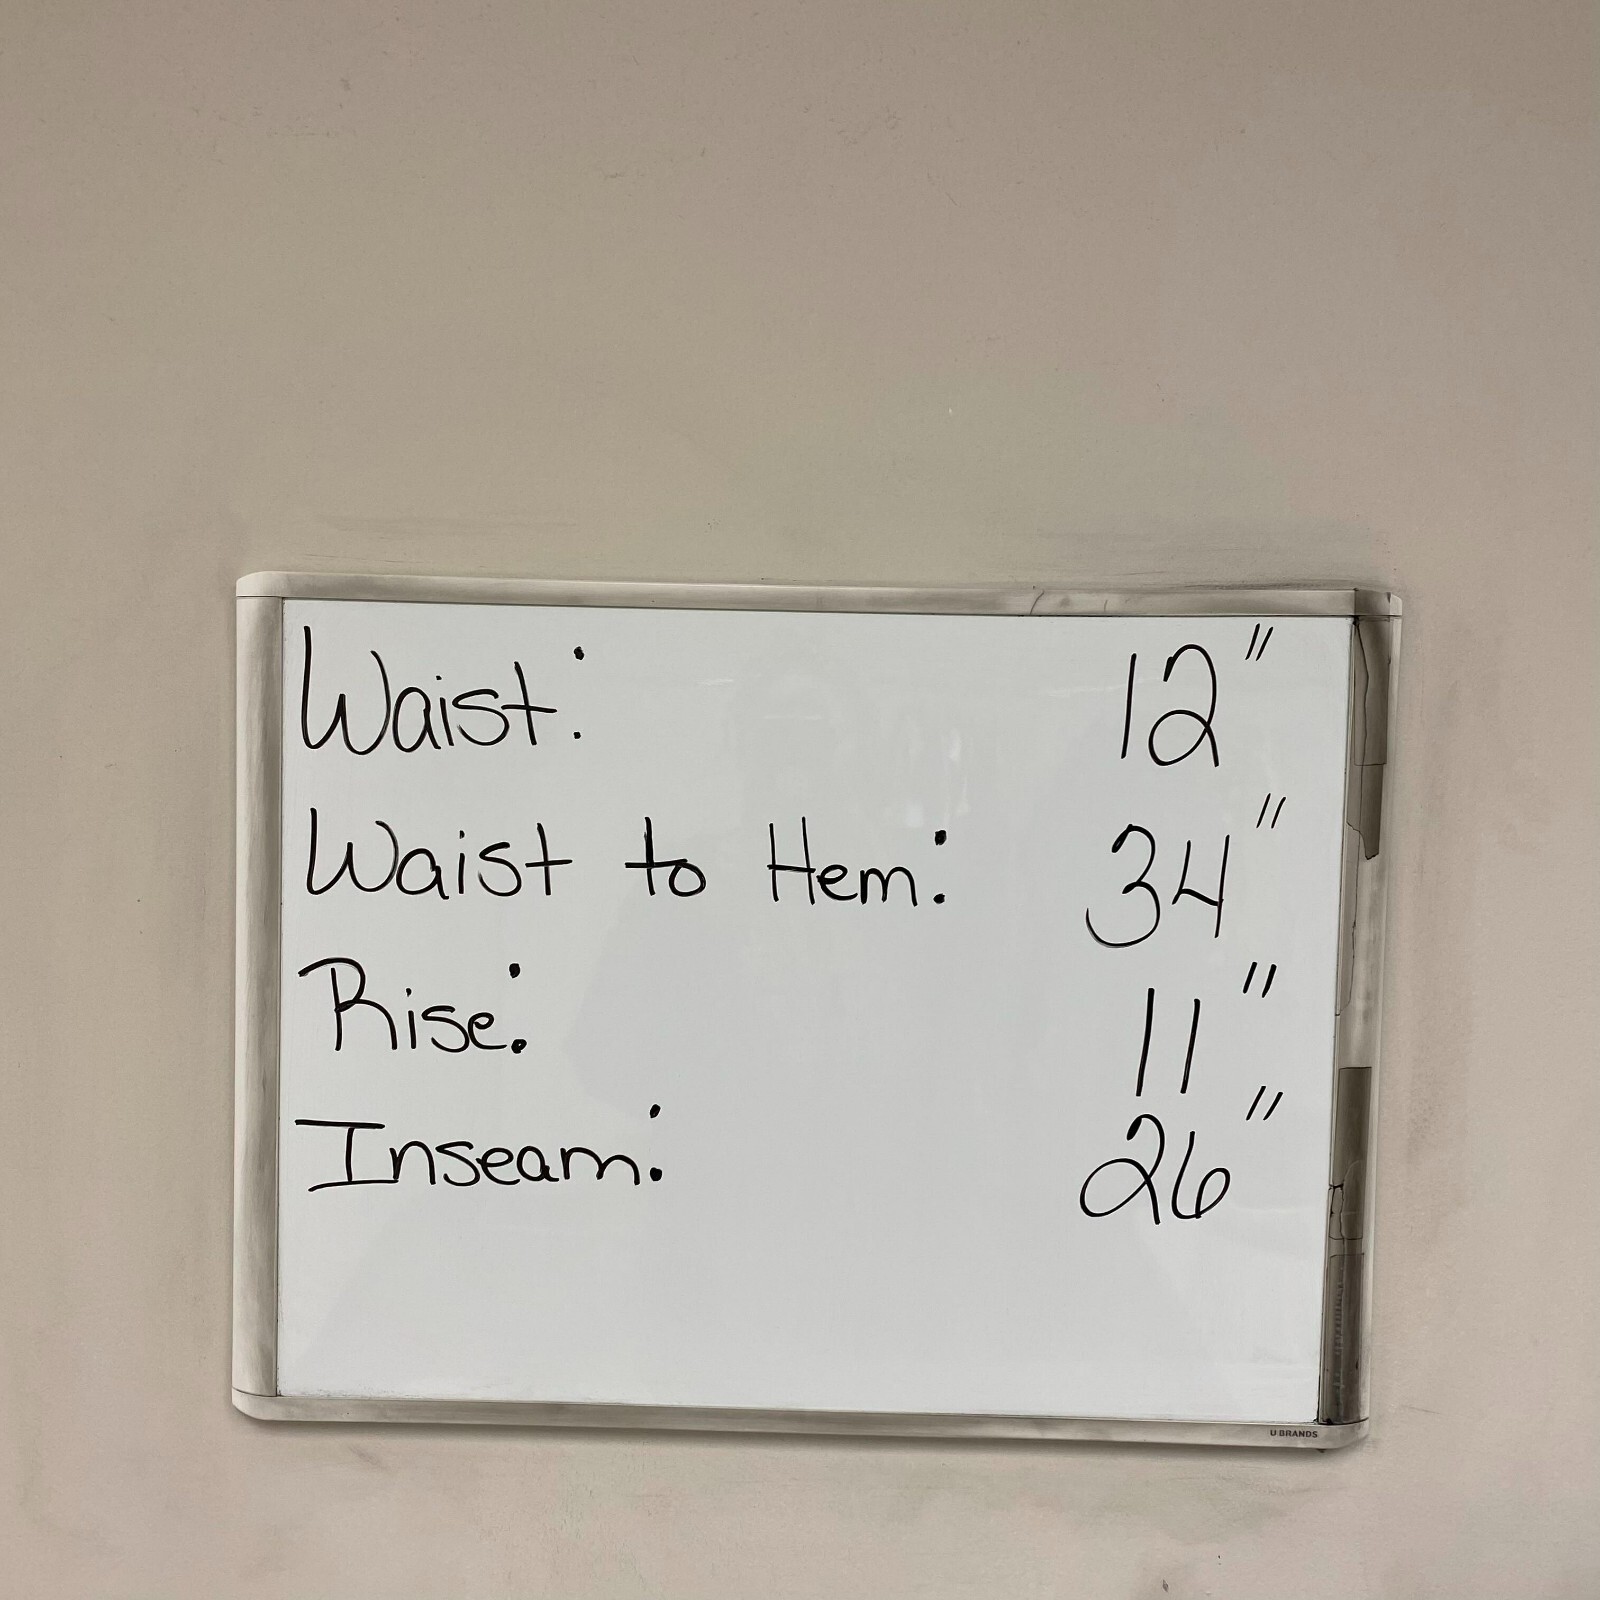 Waist: 12"
Waist to Hem: 34"
Rise: 11"
Inseam: 26"
U BRANDS